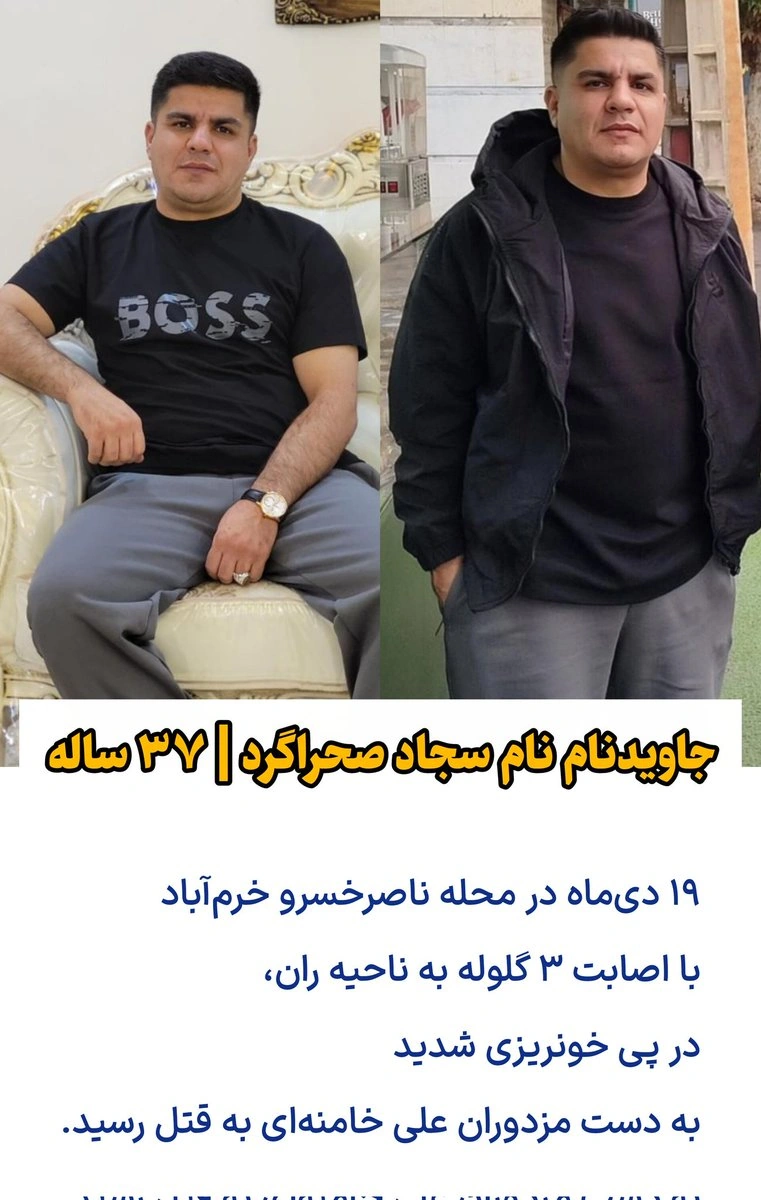 BOSS
جاویدنام نام سجاد صحراگرد | ۳۷ ساله
۱۹ دی‌ماه در محله ناصرخسرو خرم‌آباد
با اصابت ۳ گلوله به ناحیه ران،
در پی خونریزی شدید
به دست مزدوران علی خامنه‌ای به قتل رسید.